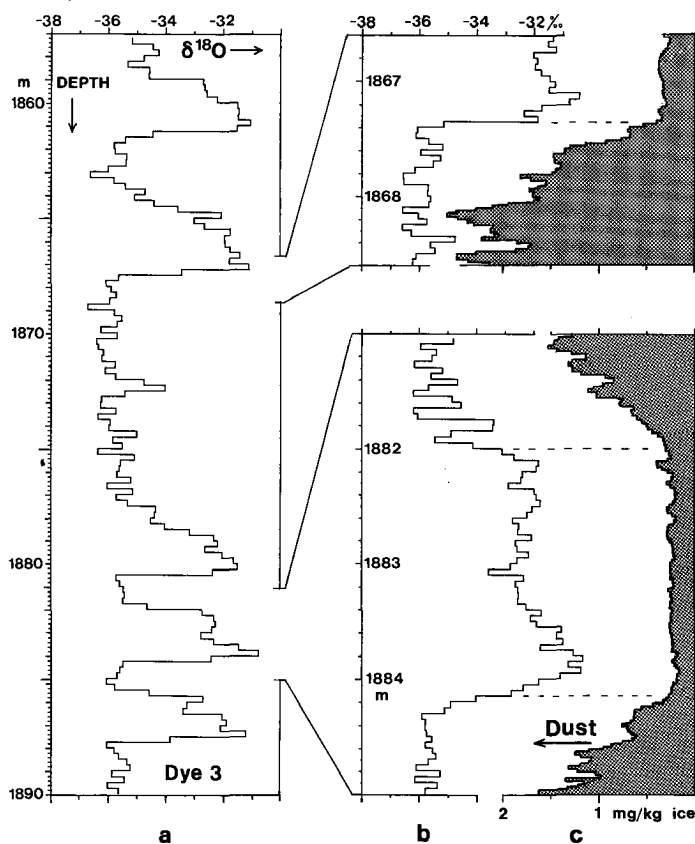 -38 -36 -34 -32
δ¹⁸O →
m
DEPTH
↓
1860
1870
1880
1890
Dye 3
a
-38 -36 -34 -32 ‰
1867
1868
1882
1883
1884
m
Dust
2 1 mg/kg ice
b
c